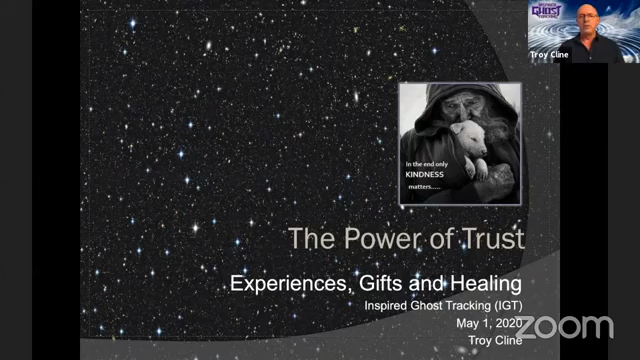 GHOST
Troy Cline
In the end only
KINDNESS
matters.....
The Power of Trust
Experiences, Gifts and Healing
Inspired Ghost Tracking (IGT)
May 1, 2020
Troy Cline
zoom